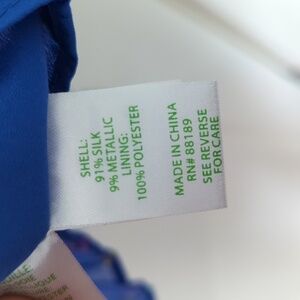 SHELL:
91% SILK
9% METALLIC
LINING:
100% POLYESTER
MADE IN CHINA
RN# 88189
SEE REVERSE
FOR CARE